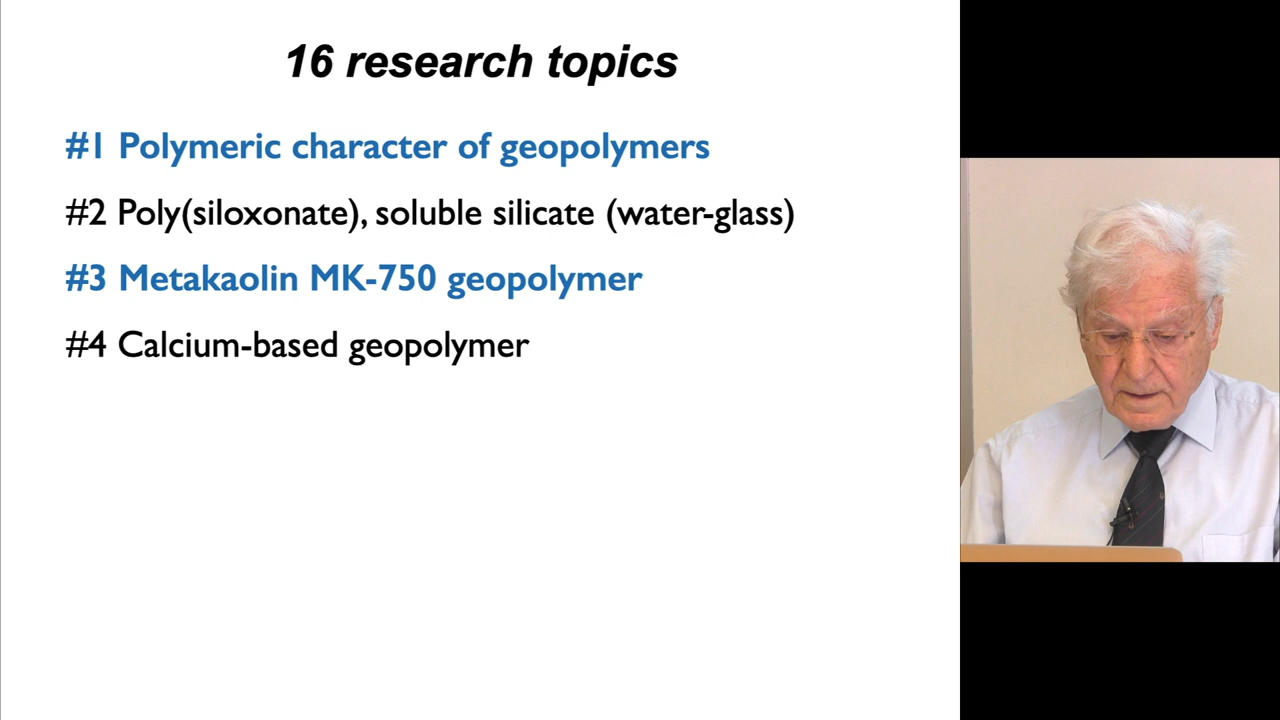 16 research topics
#1 Polymeric character of geopolymers
#2 Poly(siloxonate), soluble silicate (water-glass)
#3 Metakaolin MK-750 geopolymer
#4 Calcium-based geopolymer